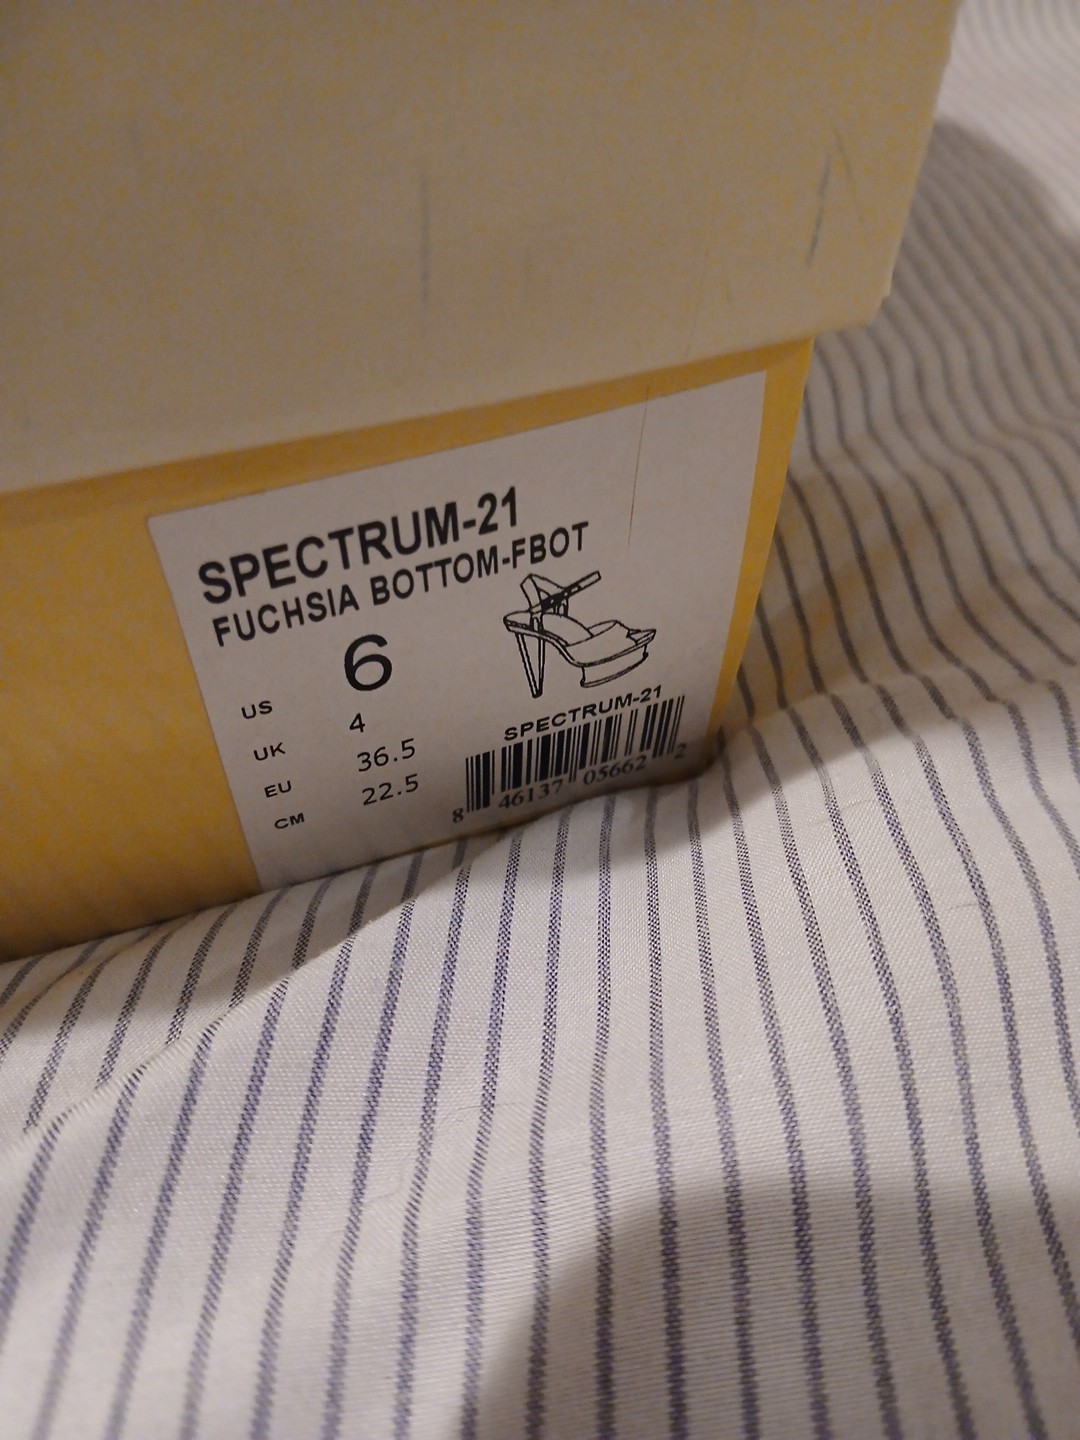 SPECTRUM-21
FUCHSIA BOTTOM-FBOT
US 6
UK 4
EU 36.5
CM 22.5
SPECTRUM-21
8 46137 05662 2